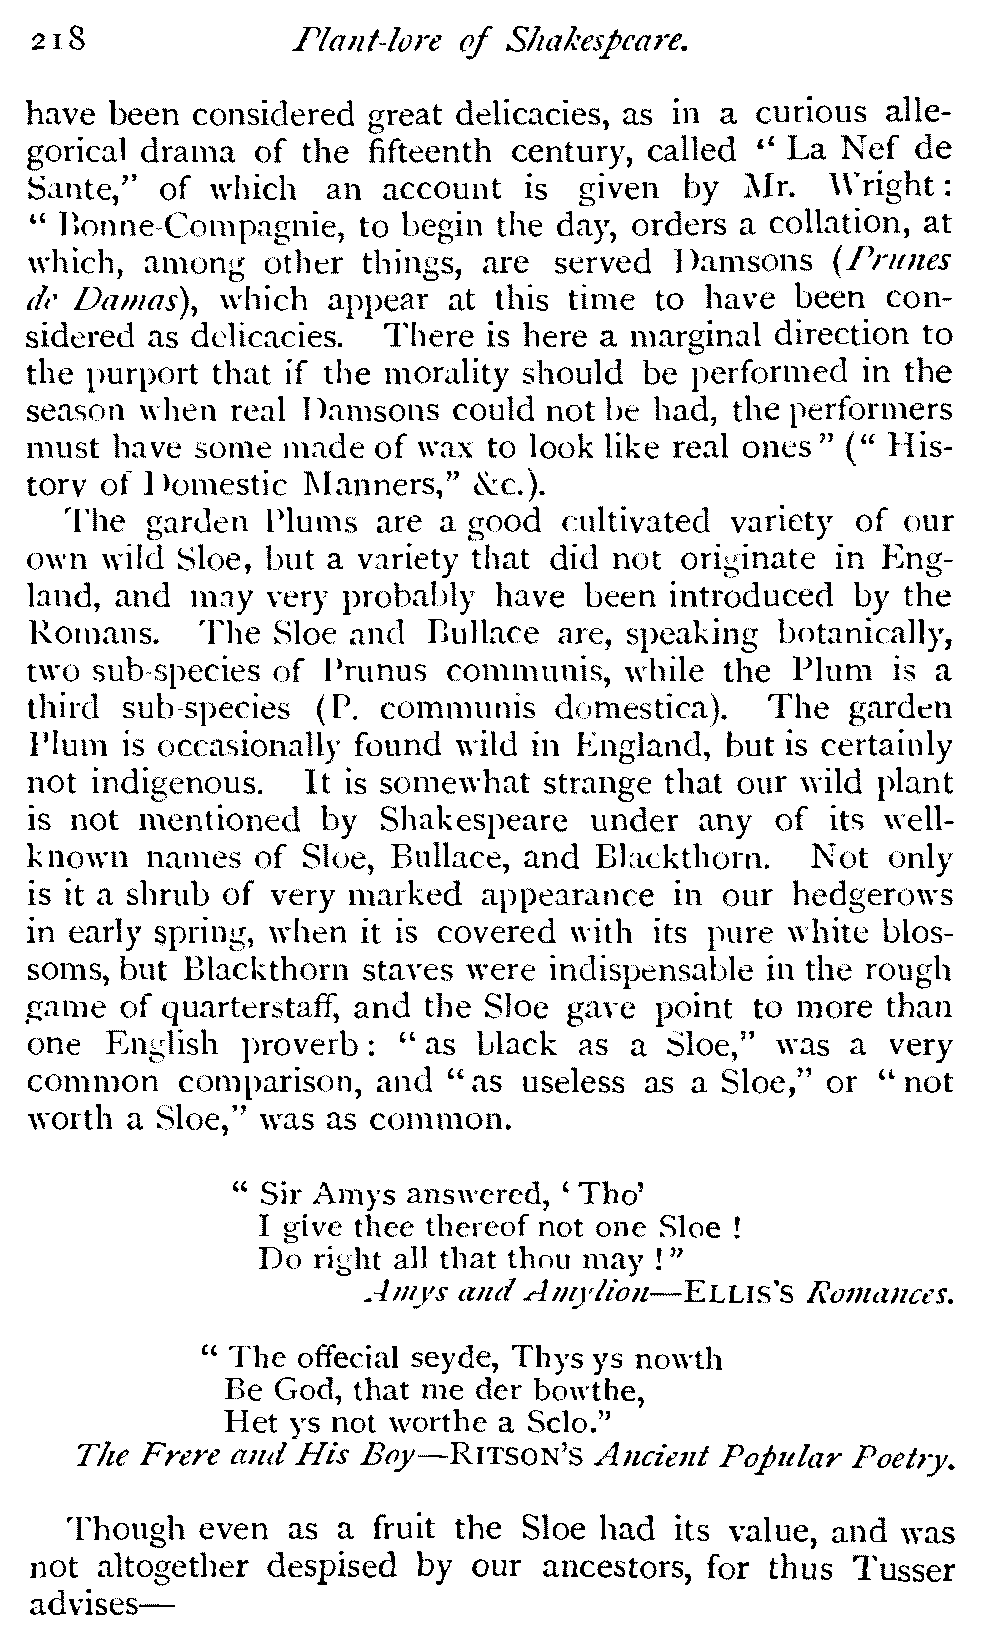 218 Plant-lore of Shakespeare.
have been considered great delicacies, as in a curious alle-
gorical drama of the fifteenth century, called “ La Nef de
Sante,” of which an account is given by Mr. Wright :
“ Bonne-Compagnie, to begin the day, orders a collation, at
which, among other things, are served Damsons (Prunes
de Damas), which appear at this time to have been con-
sidered as delicacies. There is here a marginal direction to
the purport that if the morality should be performed in the
season when real Damsons could not be had, the performers
must have some made of wax to look like real ones ” (“ His-
tory of Domestic Manners,” &c.).
The garden Plums are a good cultivated variety of our
own wild Sloe, but a variety that did not originate in Eng-
land, and may very probably have been introduced by the
Romans. The Sloe and Bullace are, speaking botanically,
two sub-species of Prunus communis, while the Plum is a
third sub-species (P. communis domestica). The garden
Plum is occasionally found wild in England, but is certainly
not indigenous. It is somewhat strange that our wild plant
is not mentioned by Shakespeare under any of its well-
known names of Sloe, Bullace, and Blackthorn. Not only
is it a shrub of very marked appearance in our hedgerows
in early spring, when it is covered with its pure white blos-
soms, but Blackthorn staves were indispensable in the rough
game of quarterstaff, and the Sloe gave point to more than
one English proverb : “ as black as a Sloe,” was a very
common comparison, and “ as useless as a Sloe,” or “ not
worth a Sloe,” was as common.
“ Sir Amys answered, ‘ Tho’
I give thee thereof not one Sloe !
Do right all that thou may ! ”
Amys and Amylion—ELLIS’S Romances.
“ The offecial seyde, Thys ys nowth
Be God, that me der bowthe,
Het ys not worthe a Sclo.”
The Frere and His Boy—RITSON’S Ancient Popular Poetry.
Though even as a fruit the Sloe had its value, and was
not altogether despised by our ancestors, for thus Tusser
advises—